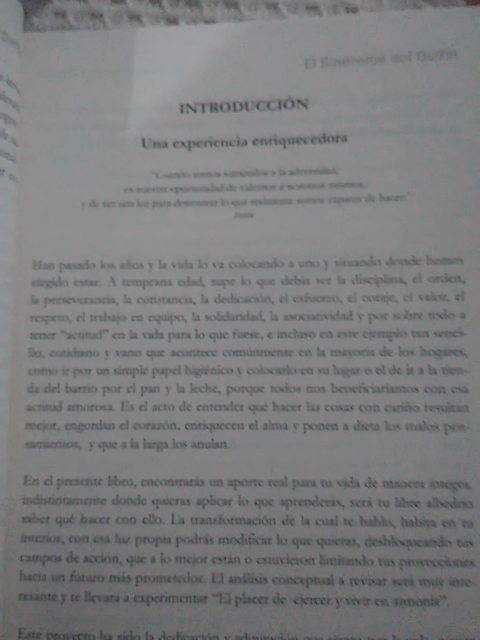 El Síndrome del
INTRODUCCIÓN
Una experiencia enriquecedora
"Cuando somos sometidos a la adversidad,
es nuestra oportunidad de valernos a nosotros mismos,
y de ser una luz para demostrar lo que realmente somos capaces de hacer."
Han pasado los años y la vida lo va colocando a uno y situando donde hemos
elegido estar. A temprana edad, supe lo que debía ser la disciplina, el orden,
la perseverancia, la constancia, la dedicación, el esfuerzo, el coraje, el valor, el
respeto, el trabajo en equipo, la solidaridad, la asociatividad y por sobre todo a
tener "actitud" en la vida para lo que fuese, e incluso en este ejemplo tan senci-
llo, cotidiano y vano que acontece comúnmente en la mayoría de los hogares,
como ir por un simple papel higiénico y colocarlo en su lugar o el de ir a la tien-
da del barrio por el pan y la leche, porque todos nos beneficiaríamos con esa
actitud amorosa. Es el acto de entender qué hacer las cosas con cariño resultan
mejor, engordan el corazón, enriquecen el alma y ponen a dieta los malos pen-
samientos, y que a la larga los anulan.
En el presente libro, encontrarás un aporte real para tu vida de manera íntegra,
indistintamente donde quieras aplicar lo que aprenderás, será tu libre albedrío
saber qué hacer con ello. La transformación de la cual te hablo, habita en tu
interior, con esa luz propia podrás modificar lo que quieras, desbloqueando tus
campos de acción, que a lo mejor están o estuvieron limitando tus proyecciones
hacia un futuro más prometedor. El análisis conceptual a revisar será muy inte-
resante y te llevara a experimentar "El placer de ejercer y vivir en armonía".
Este proyecto ha sido la dedicación y